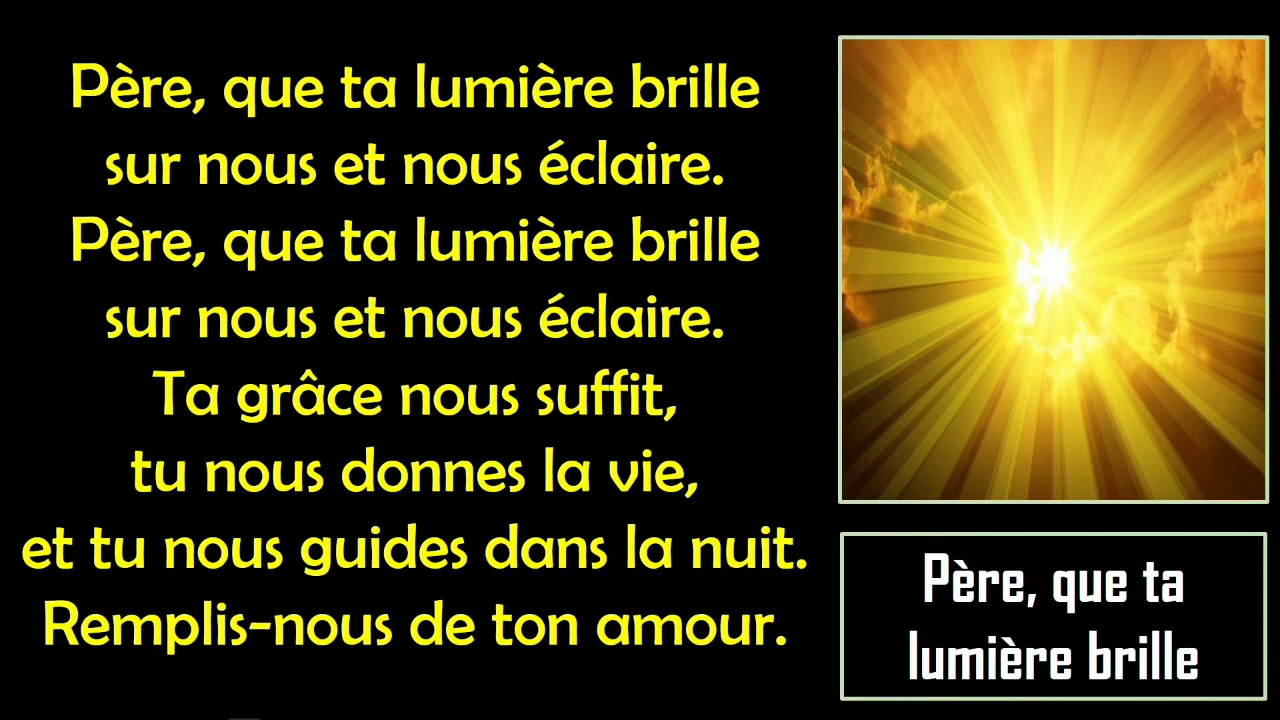 Père, que ta lumière brille
sur nous et nous éclaire.
Père, que ta lumière brille
sur nous et nous éclaire.
Ta grâce nous suffit,
tu nous donnes la vie,
et tu nous guides dans la nuit.
Remplis-nous de ton amour.
Père, que ta
lumière brille